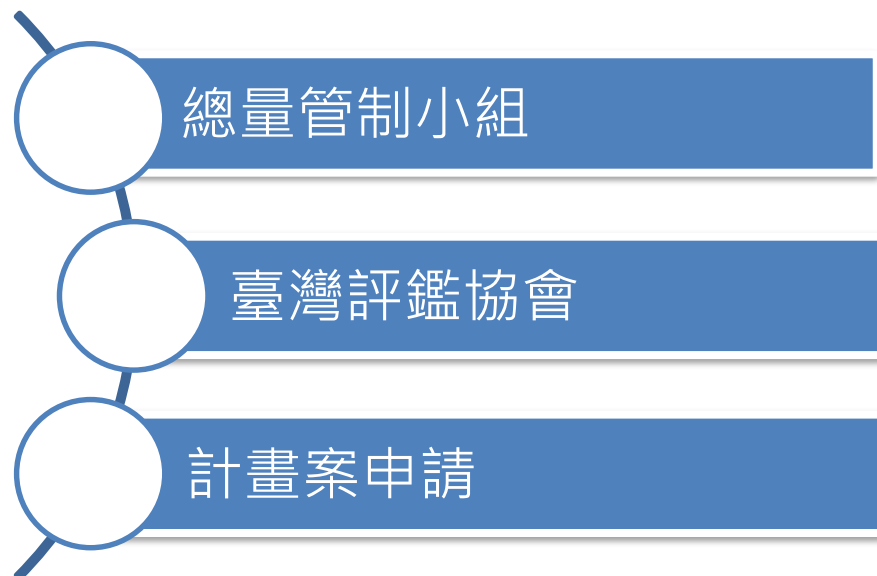 總量管制小組
臺灣評鑑協會
計畫案申請